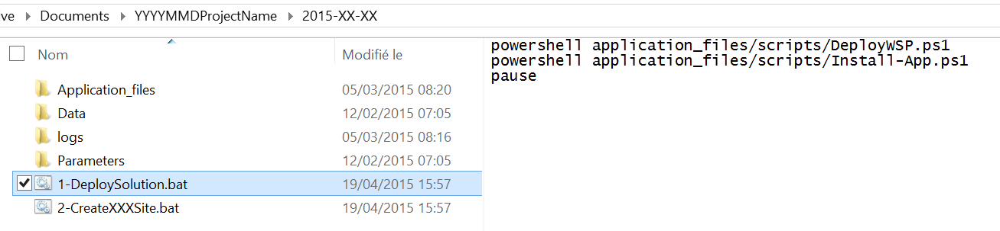 ve Documents YYYYMMDProjectName 2015-XX-XX
Nom Modifié le
Application_files 05/03/2015 08:20
Data 12/02/2015 07:05
logs 05/03/2015 08:16
Parameters 12/02/2015 07:05
1-DeploySolution.bat 19/04/2015 15:57
2-CreateXXXSite.bat 19/04/2015 15:57
powershell application_files/scripts/DeployWSP.ps1
powershell application_files/scripts/Install-App.ps1
pause